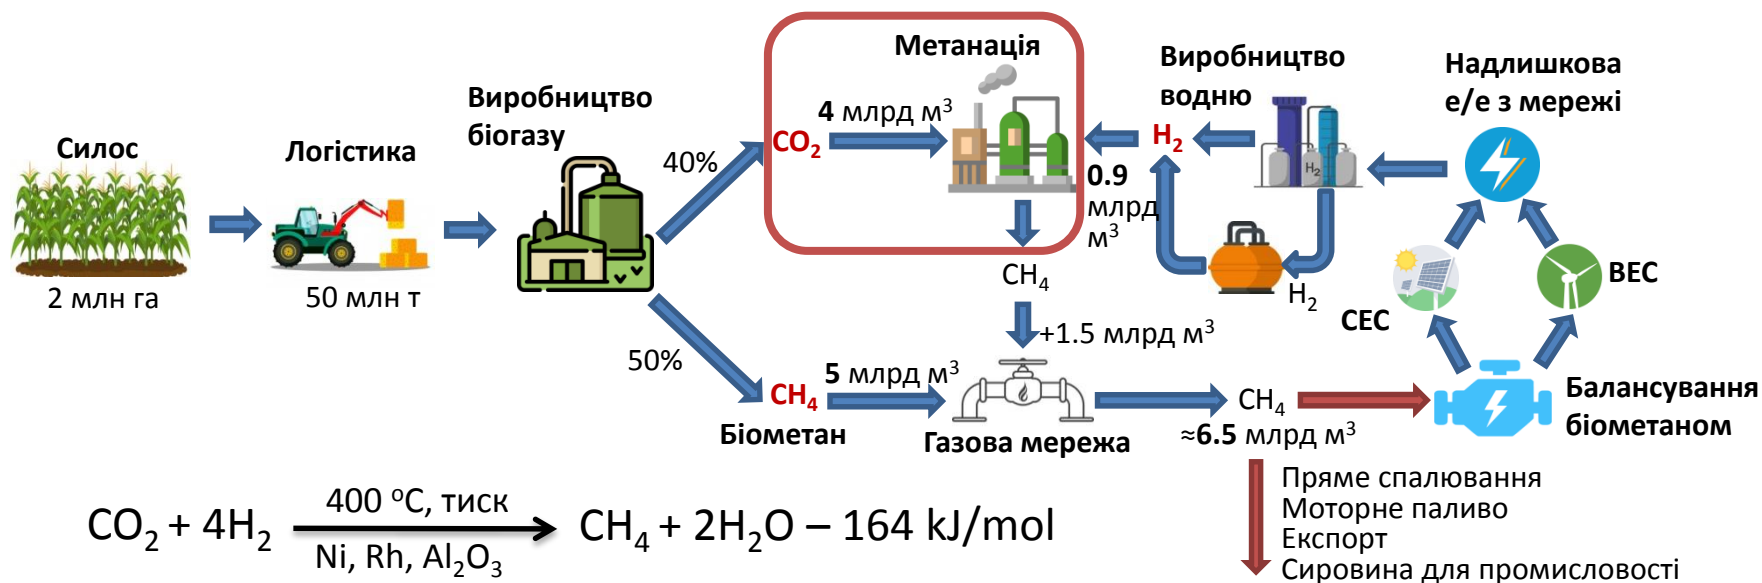 Силос
2 млн га
Логістика
50 млн т
Виробництво
біогазу
40%
50%
Метанація
CO₂
4 млрд м³
CH₄
+1.5 млрд м³
H₂
0.9
млрд
м³
Виробництво
водню
H₂
H₂
Надлишкова
е/е з мережі
СЕС
ВЕС
CH₄
Біометан
5 млрд м³
Газова мережа
CH₄
≈6.5 млрд м³
Балансування
біометаном
Пряме спалювання
Моторне паливо
Експорт
Сировина для промисловості
400 °C, тиск
CO₂ + 4H₂ → CH₄ + 2H₂O – 164 kJ/mol
Ni, Rh, Al₂O₃